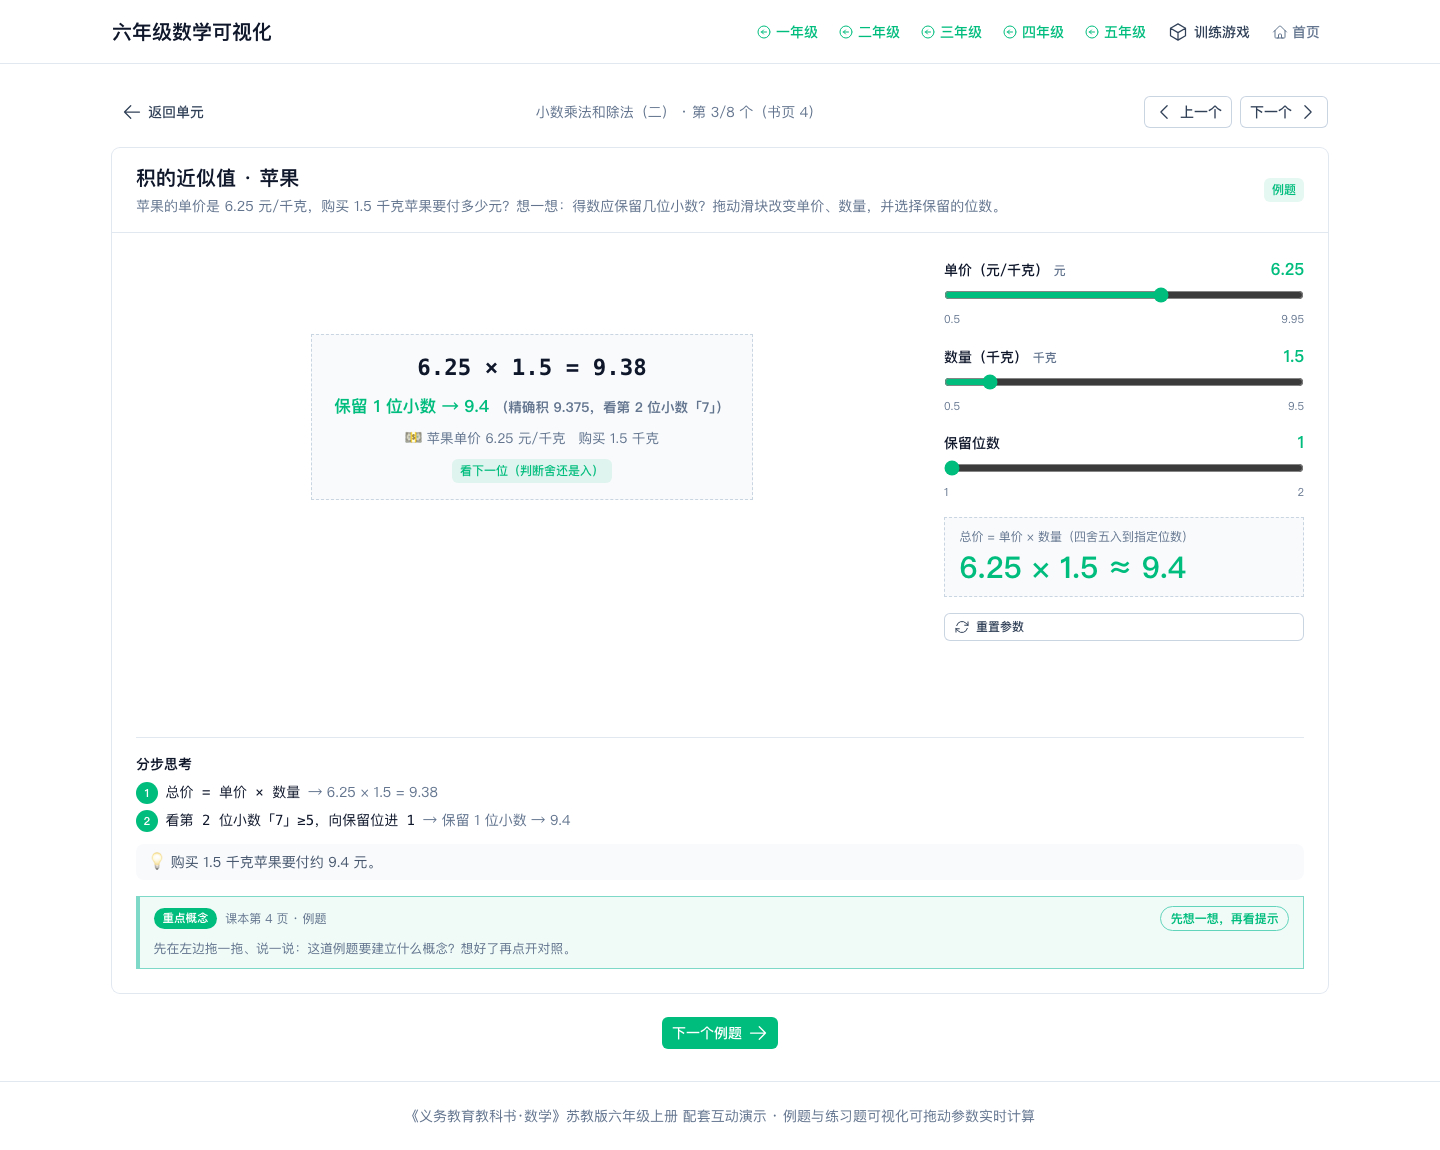 六年级数学可视化
一年级 二年级 三年级 四年级 五年级 训练游戏 首页
返回单元
小数乘法和除法（二） · 第 3/8 个（书页 4）
上一个 下一个
积的近似值 · 苹果
苹果的单价是 6.25 元/千克，购买 1.5 千克苹果要付多少元？想一想：得数应保留几位小数？拖动滑块改变单价、数量，并选择保留的位数。
例题
6.25 × 1.5 = 9.38
保留 1 位小数 → 9.4 （精确积 9.375，看第 2 位小数「7」）
苹果单价 6.25 元/千克 购买 1.5 千克
看下一位（判断舍还是入）
单价（元/千克） 元 6.25
0.5 9.95
数量（千克） 千克 1.5
0.5 9.5
保留位数 1
1 2
总价 = 单价 × 数量（四舍五入到指定位数）
6.25 × 1.5 ≈ 9.4
重置参数
分步思考
1 总价 = 单价 × 数量 → 6.25 × 1.5 = 9.38
2 看第 2 位小数「7」≥5，向保留位进 1 → 保留 1 位小数 → 9.4
购买 1.5 千克苹果要付约 9.4 元。
重点概念 课本第 4 页 · 例题
先想一想，再看提示
先在左边拖一拖、说一说：这道例题要建立什么概念？想好了再点开对照。
下一个例题
《义务教育教科书·数学》苏教版六年级上册 配套互动演示 · 例题与练习题可视化可拖动参数实时计算